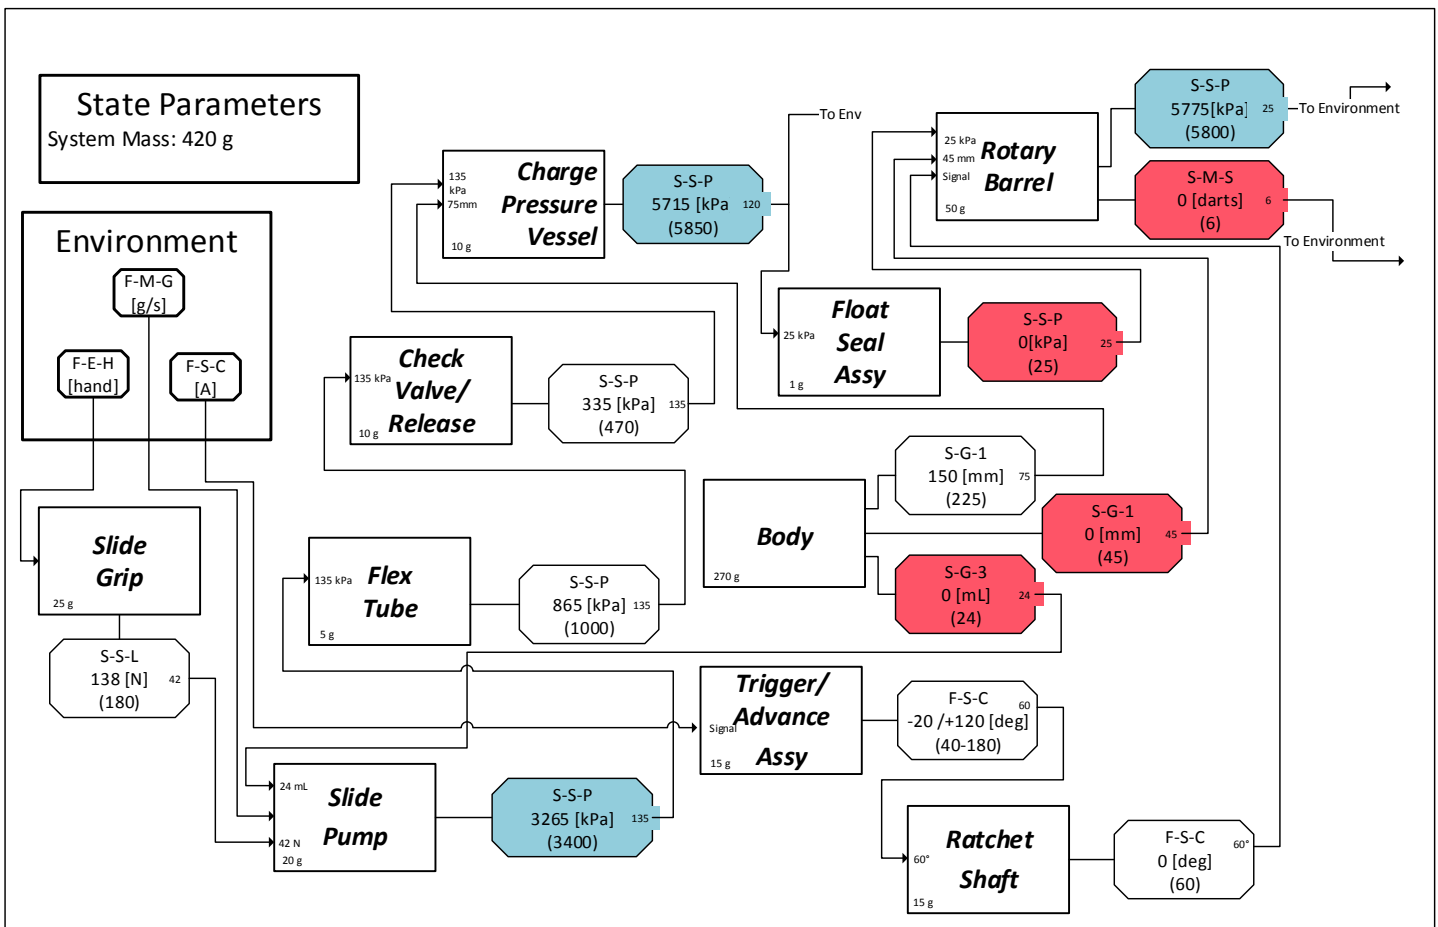 State Parameters
System Mass: 420 g
Environment
F-M-G
[g/s]
F-E-H
[hand]
F-S-C
[A]
Slide
Grip
25 g
S-S-L
138 [N]
42
(180)
135
kPa
75mm
Charge
Pressure
Vessel
10 g
S-S-P
5715 [kPa
120
(5850)
To Env
25 kPa
45 mm
Signal
Rotary
Barrel
50 g
S-S-P
5775[kPa]
25
(5800)
To Environment
S-M-S
0 [darts]
6
(6)
To Environment
25 kPa
Float
Seal
Assy
1 g
S-S-P
0[kPa]
25
(25)
135 kPa
Check
Valve/
Release
10 g
S-S-P
335 [kPa]
135
(470)
Body
270 g
S-G-1
150 [mm]
75
(225)
S-G-1
0 [mm]
45
(45)
S-G-3
0 [mL]
24
(24)
135 kPa
Flex
Tube
5 g
S-S-P
865 [kPa]
135
(1000)
Signal
Trigger/
Advance
Assy
15 g
F-S-C
60
-20 /+120 [deg]
(40-180)
24 mL
42 N
Slide
Pump
20 g
S-S-P
3265 [kPa]
135
(3400)
60°
Ratchet
Shaft
15 g
F-S-C
60°
0 [deg]
(60)